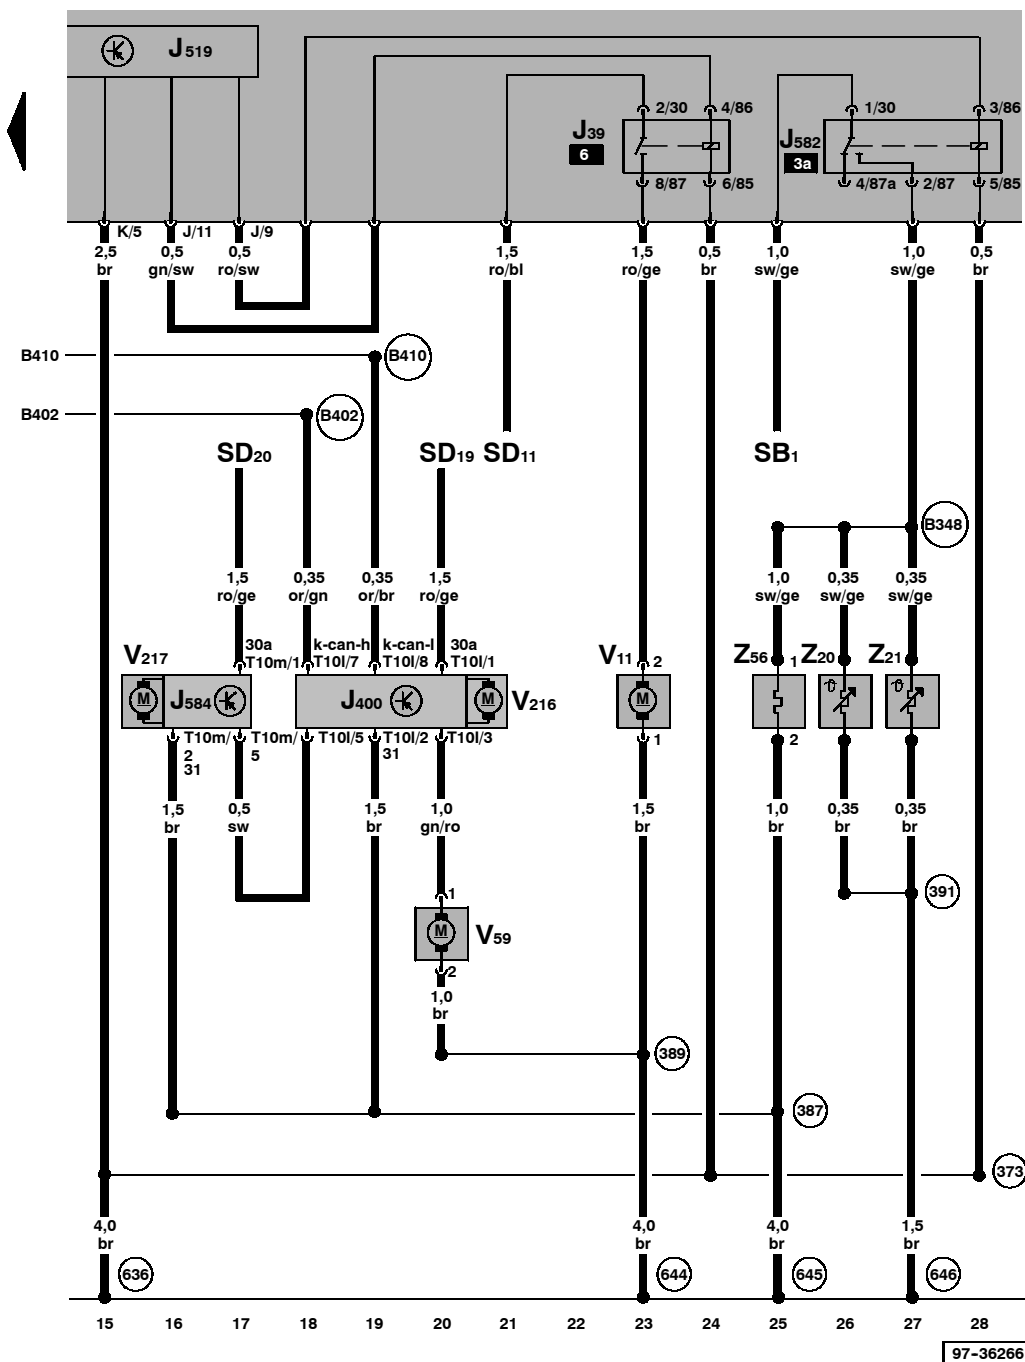 J519
2/30 4/86 1/30 3/86
J39
6
J582
3a
8/87 6/85 4/87a 2/87 5/85
K/5 J/11 J/9
2,5 0,5 0,5 1,5 1,5 0,5 1,0 1,0 0,5
br gn/sw ro/sw ro/bl ro/ge br sw/ge sw/ge br
B410 B410
B402 B402
SD20 SD19 SD11 SB1
B348
1,5 0,35 0,35 1,5 1,0 0,35 0,35
ro/ge or/gn or/br ro/ge sw/ge sw/ge sw/ge
30a k-can-h k-can-l 30a
V217 T10m/1 T10l/7 T10l/8 T10l/1 V11 2 Z56 1 Z20 Z21
M J584 J400 M V216 M ϑ ϑ
T10m/ T10m/ T10l/5 T10l/2 T10l/3 1 2
2 5 31
31
1,5 0,5 1,5 1,0 1,5 1,0 0,35 0,35
br sw br gn/ro br br br br
391
1
M V59
2
1,0
br
389
387
373
4,0 4,0 4,0 1,5
br br br br
636 644 645 646
15 16 17 18 19 20 21 22 23 24 25 26 27 28
97-36266